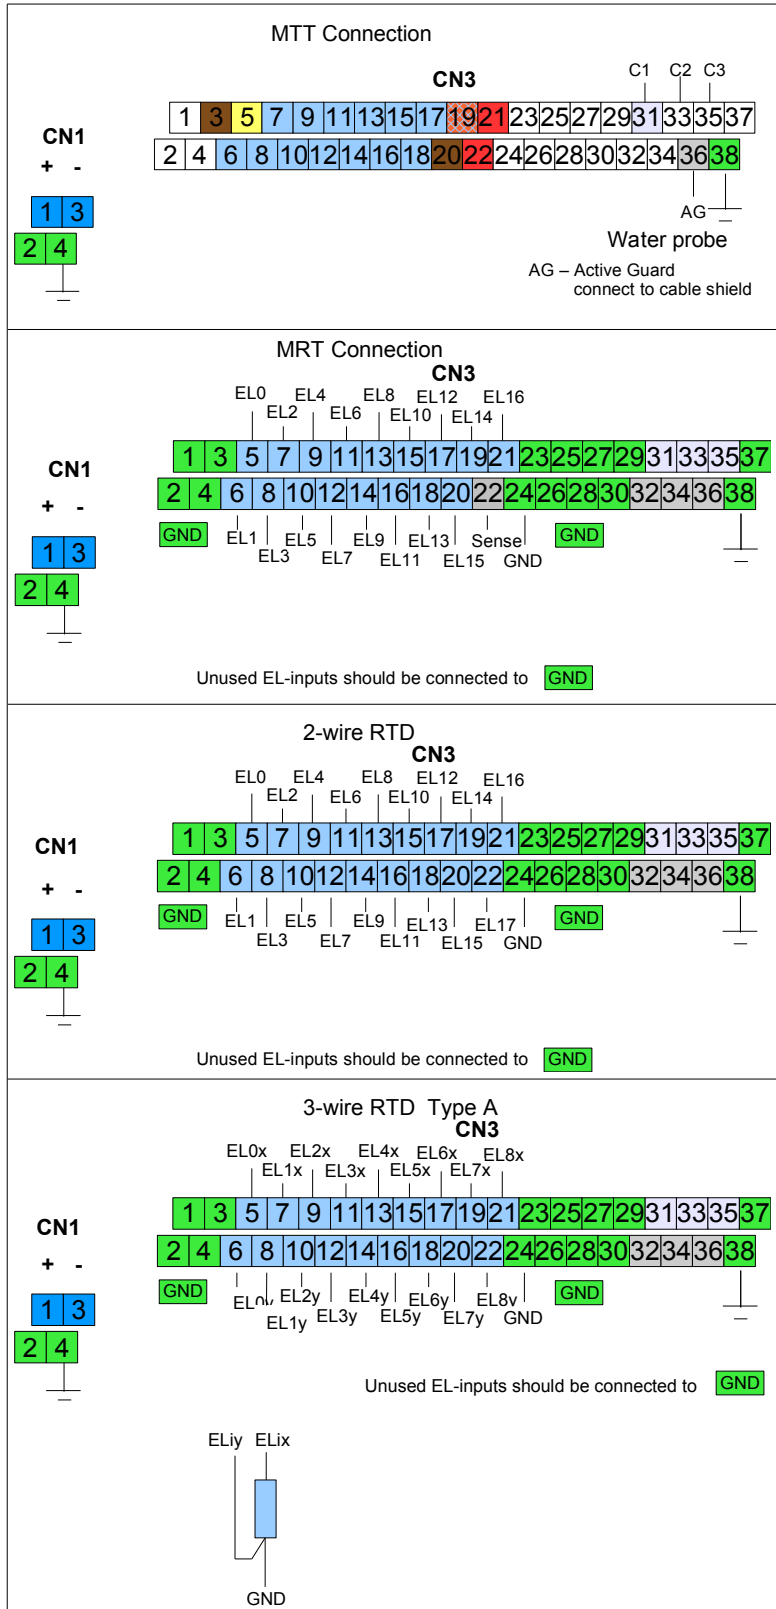 MTT Connection
CN3
C1 C2 C3
1 3 5 7 9 11 13 15 17 19 21 23 25 27 29 31 33 35 37
CN1
2 4 6 8 10 12 14 16 18 20 22 24 26 28 30 32 34 36 38
+ -
1 3
AG
2 4
Water probe
AG – Active Guard
connect to cable shield
MRT Connection
CN3
EL0 EL4 EL8 EL12 EL16
EL2 EL6 EL10 EL14
1 3 5 7 9 11 13 15 17 19 21 23 25 27 29 31 33 35 37
CN1
2 4 6 8 10 12 14 16 18 20 22 24 26 28 30 32 34 36 38
+ -
GND EL1 EL5 EL9 EL13 Sense GND
EL3 EL7 EL11 EL15 GND
1 3
2 4
Unused EL-inputs should be connected to GND
2-wire RTD
CN3
EL0 EL4 EL8 EL12 EL16
EL2 EL6 EL10 EL14
1 3 5 7 9 11 13 15 17 19 21 23 25 27 29 31 33 35 37
CN1
2 4 6 8 10 12 14 16 18 20 22 24 26 28 30 32 34 36 38
+ -
GND EL1 EL5 EL9 EL13 EL17 GND
EL3 EL7 EL11 EL15 GND
1 3
2 4
Unused EL-inputs should be connected to GND
3-wire RTD Type A
CN3
EL0x EL2x EL4x EL6x EL8x
EL1x EL3x EL5x EL7x
1 3 5 7 9 11 13 15 17 19 21 23 25 27 29 31 33 35 37
CN1
2 4 6 8 10 12 14 16 18 20 22 24 26 28 30 32 34 36 38
+ -
GND EL0y EL2y EL4y EL6y EL8y GND
EL1y EL3y EL5y EL7y GND
1 3
2 4
Unused EL-inputs should be connected to GND
ELiy ELix
GND